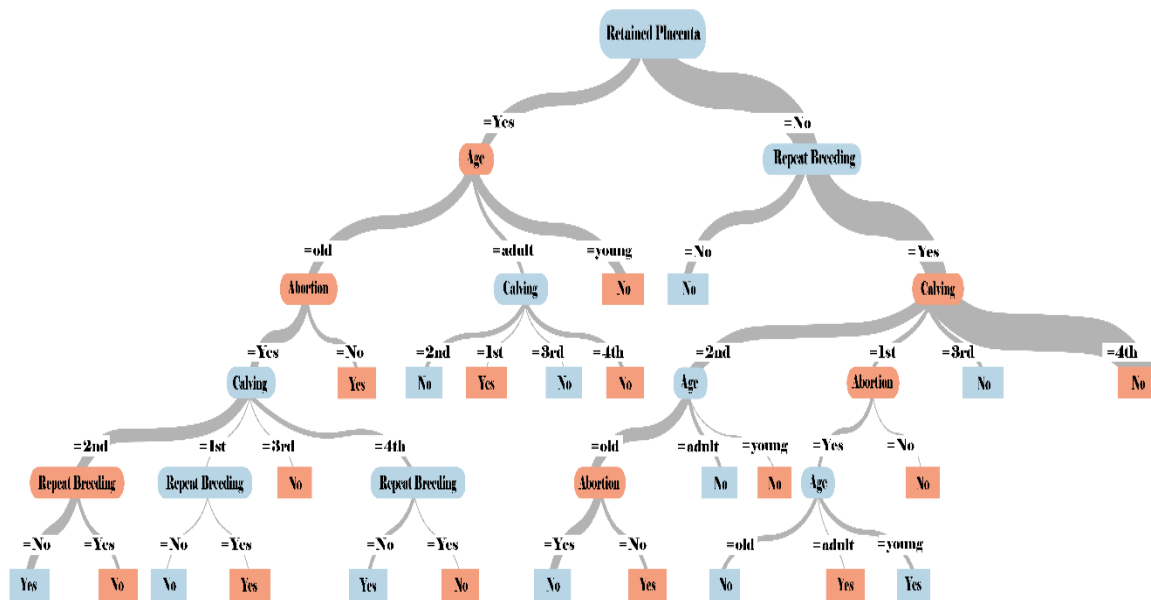 Retained Placenta
=Yes =No
Age Repeat Breeding
=old =adult =young =No =Yes
Abortion Calving No No Calving
=Yes =No =2nd =1st =3rd =4th =2nd =1st =3rd =4th
Calving Yes No Yes No No Age Abortion No No
=2nd =1st =3rd =4th =old =adult =young =Yes =No
Repeat Breeding Repeat Breeding No Repeat Breeding Abortion No No Age No
=No =Yes =No =Yes =No =Yes =Yes =No =old =adult =young
Yes No No Yes Yes No No Yes No Yes Yes